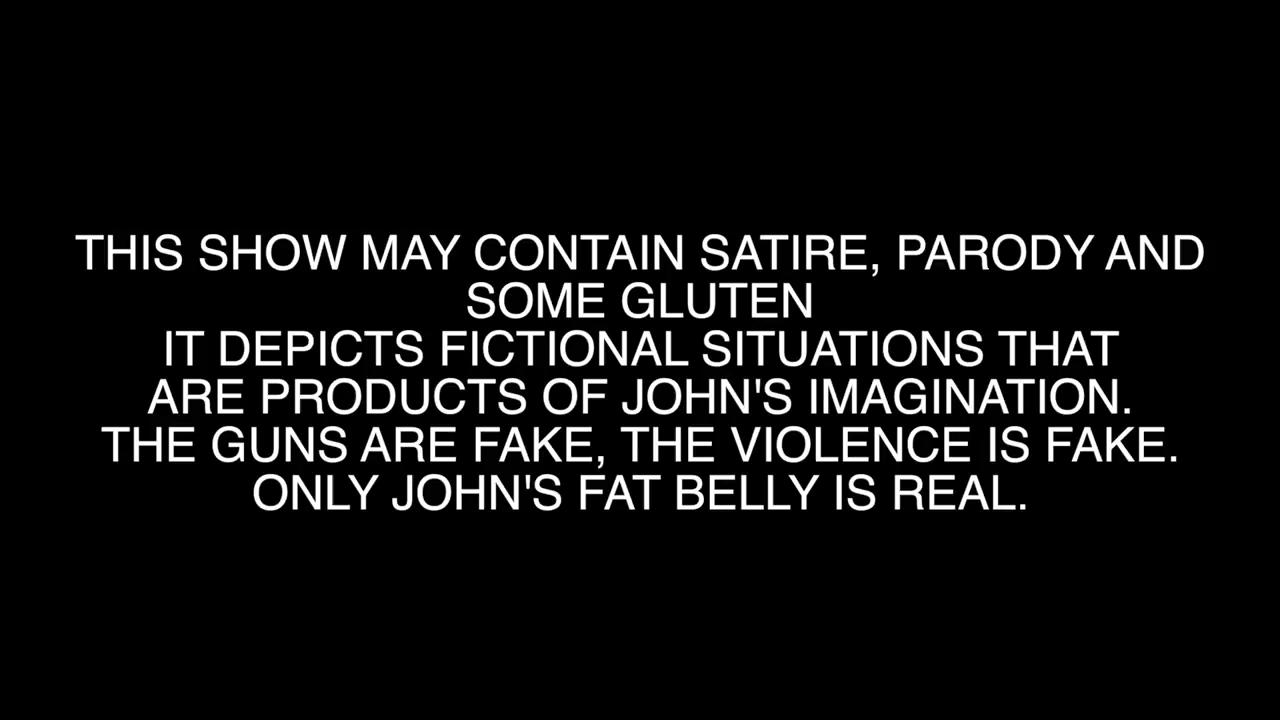 THIS SHOW MAY CONTAIN SATIRE, PARODY AND
SOME GLUTEN
IT DEPICTS FICTIONAL SITUATIONS THAT
ARE PRODUCTS OF JOHN'S IMAGINATION.
THE GUNS ARE FAKE, THE VIOLENCE IS FAKE.
ONLY JOHN'S FAT BELLY IS REAL.